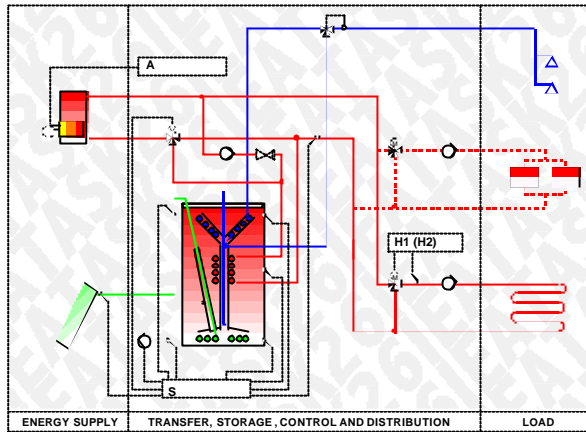 A
H1 (H2)
S
ENERGY SUPPLY
TRANSFER, STORAGE, CONTROL AND DISTRIBUTION
LOAD